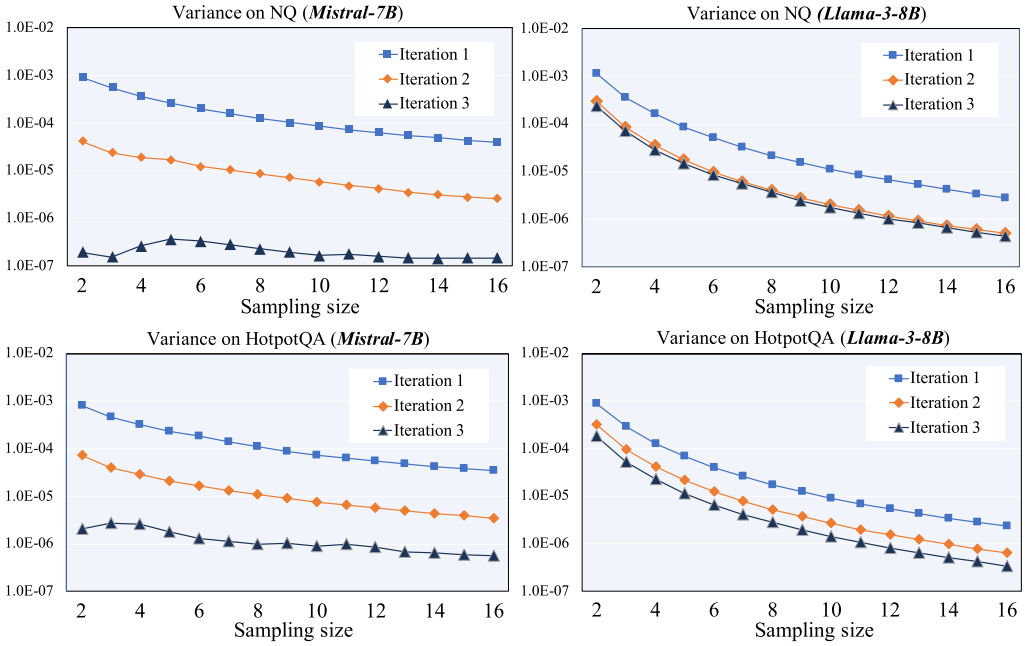 Variance on NQ (Mistral-7B)
1.0E-02
1.0E-03
1.0E-04
1.0E-05
1.0E-06
1.0E-07
Iteration 1
Iteration 2
Iteration 3
2 4 6 8 10 12 14 16
Sampling size
Variance on NQ (Llama-3-8B)
1.0E-02
1.0E-03
1.0E-04
1.0E-05
1.0E-06
1.0E-07
Iteration 1
Iteration 2
Iteration 3
2 4 6 8 10 12 14 16
Sampling size
Variance on HotpotQA (Mistral-7B)
1.0E-02
1.0E-03
1.0E-04
1.0E-05
1.0E-06
1.0E-07
Iteration 1
Iteration 2
Iteration 3
2 4 6 8 10 12 14 16
Sampling size
Variance on HotpotQA (Llama-3-8B)
1.0E-02
1.0E-03
1.0E-04
1.0E-05
1.0E-06
1.0E-07
Iteration 1
Iteration 2
Iteration 3
2 4 6 8 10 12 14 16
Sampling size